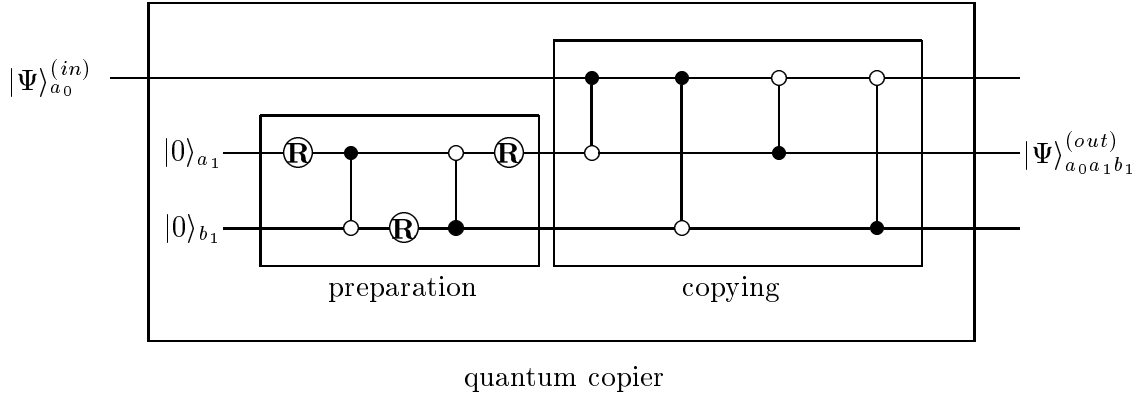 |Ψ⟩_{a_0}^{(in)}
|0⟩_{a_1} R R |Ψ⟩_{a_0 a_1 b_1}^{(out)}
|0⟩_{b_1} R
preparation copying
quantum copier